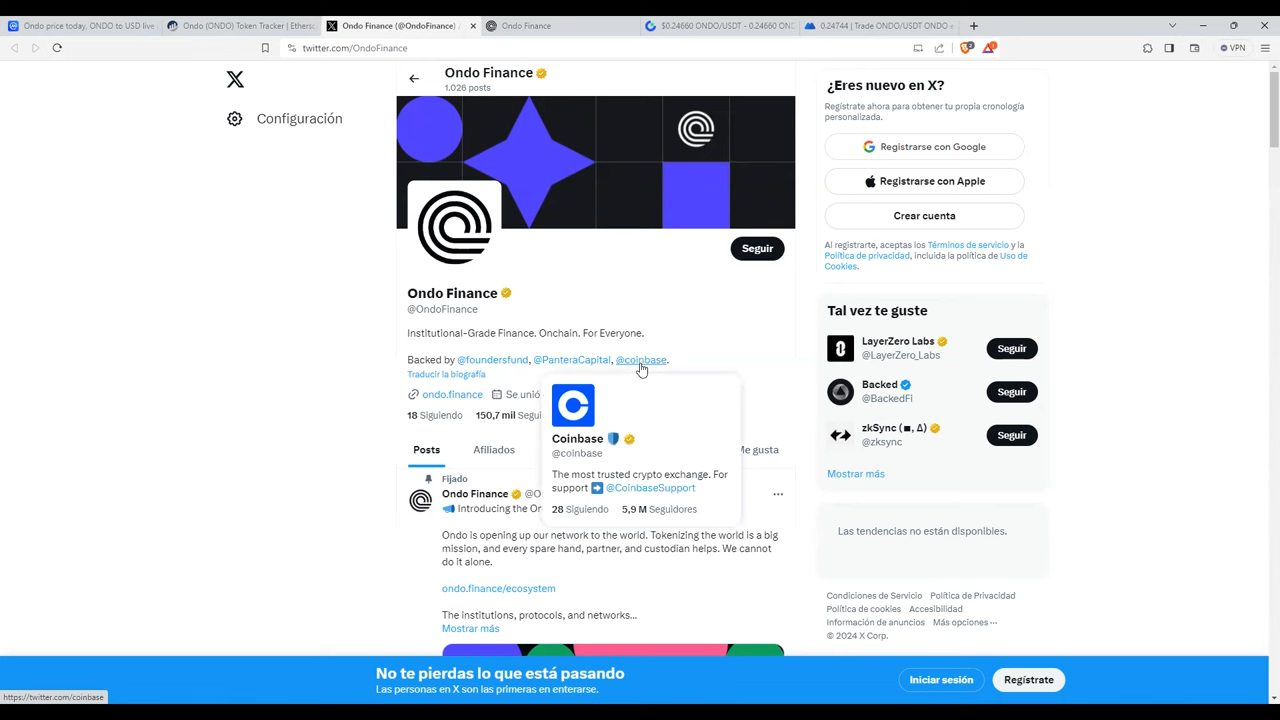 Ondo price today, ONDO to USD live
Ondo (ONDO) Token Tracker | Ethers
Ondo Finance (@OndoFinance) /
Ondo Finance
$0.24660 ONDO/USDT - 0.24660 ON
0.24744 | Trade ONDO/USDT ONDO
twitter.com/OndoFinance
VPN
Ondo Finance
1.026 posts
Configuración
Seguir
Ondo Finance
@OndoFinance
Institutional-Grade Finance. Onchain. For Everyone.
Backed by @foundersfund, @PanteraCapital, @coinbase.
Traducir la biografía
ondo.finance Se unió
18 Siguiendo 150,7 mil Segui
Posts Afiliados Me gusta
Coinbase
@coinbase
The most trusted crypto exchange. For
support @CoinbaseSupport
28 Siguiendo 5,9 M Seguidores
Fijado
Ondo Finance @O
Introducing the On
Ondo is opening up our network to the world. Tokenizing the world is a big
mission, and every spare hand, partner, and custodian helps. We cannot
do it alone.
ondo.finance/ecosystem
The institutions, protocols, and networks...
Mostrar más
¿Eres nuevo en X?
Regístrate ahora para obtener tu propia cronología
personalizada.
Registrarse con Google
Registrarse con Apple
Crear cuenta
Al registrarte, aceptas los Términos de servicio y la
Política de privacidad, incluida la política de Uso de
Cookies.
Tal vez te guste
LayerZero Labs
@LayerZero_Labs
Seguir
Backed
@BackedFi
Seguir
zkSync (∎, ∆)
@zksync
Seguir
Mostrar más
Las tendencias no están disponibles.
Condiciones de Servicio Política de Privacidad
Política de cookies Accesibilidad
Información de anuncios Más opciones ···
© 2024 X Corp.
No te pierdas lo que está pasando
Las personas en X son las primeras en enterarse.
Iniciar sesión
Regístrate
https://twitter.com/coinbase